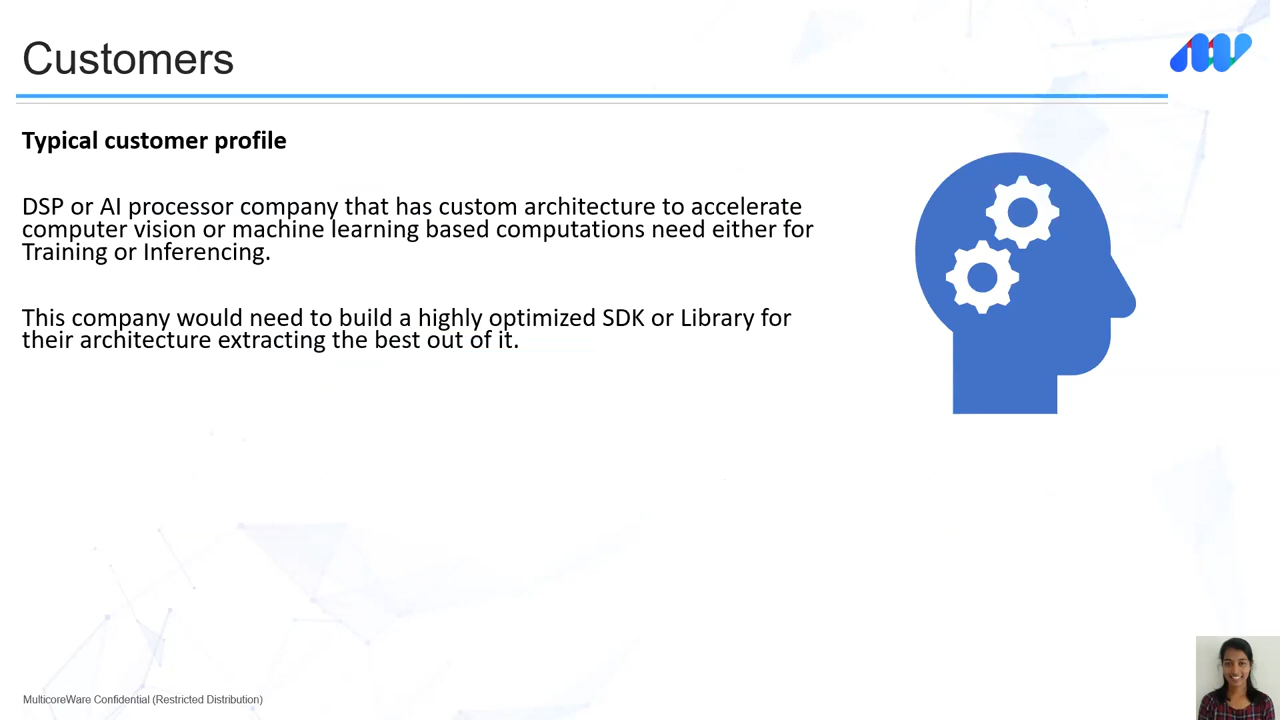 Customers
Typical customer profile
DSP or AI processor company that has custom architecture to accelerate
computer vision or machine learning based computations need either for
Training or Inferencing.
This company would need to build a highly optimized SDK or Library for
their architecture extracting the best out of it.
MulticoreWare Confidential (Restricted Distribution)